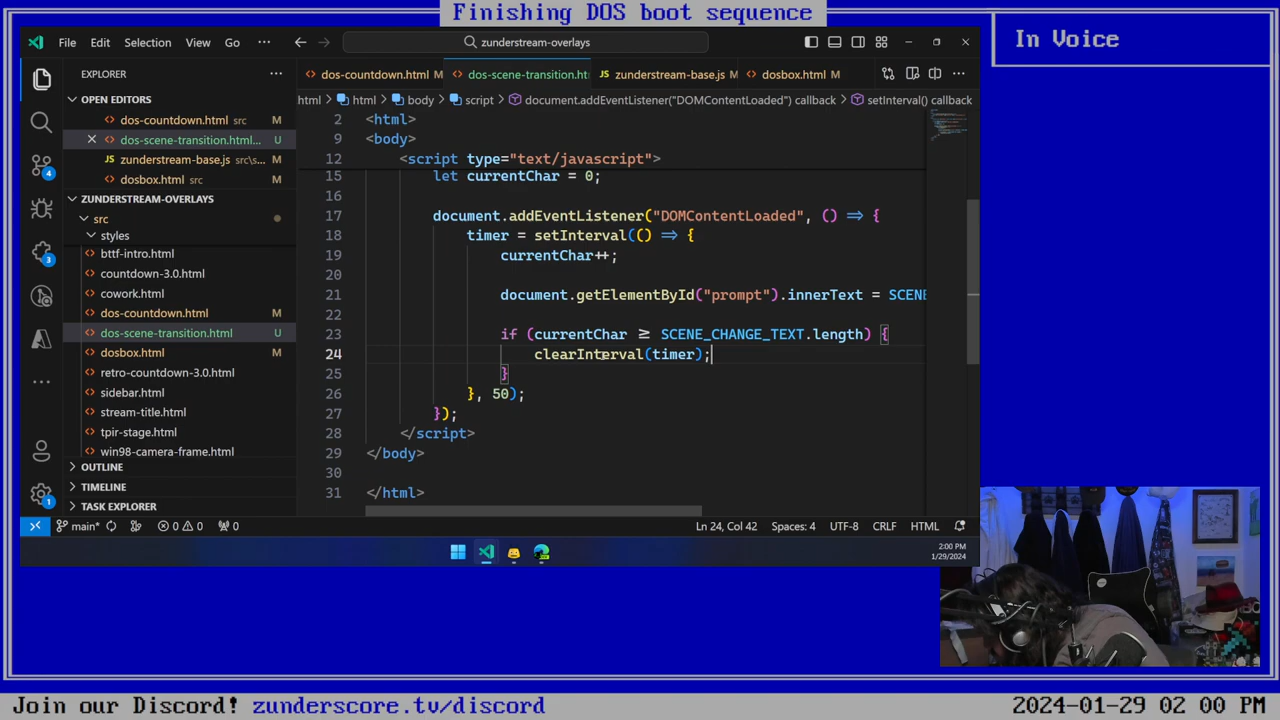 Finishing DOS boot sequence
In Voice
File Edit Selection View Go ··· zunderstream-overlays
EXPLORER ···
OPEN EDITORS
dos-countdown.html src M
dos-scene-transition.html... U
zunderstream-base.js src\s... M
dosbox.html src M
ZUNDERSTREAM-OVERLAYS
src
styles
bttf-intro.html
countdown-3.0.html
cowork.html
dos-countdown.html M
dos-scene-transition.html U
dosbox.html M
retro-countdown-3.0.html
sidebar.html
stream-title.html
tpir-stage.html
win98-camera-frame.html
OUTLINE
TIMELINE
TASK EXPLORER
4
3
1
dos-countdown.html M dos-scene-transition.ht zunderstream-base.js M dosbox.html M ···
html > html > body > script > document.addEventListener("DOMContentLoaded") callback > setInterval() callback
2 <html>
9 <body>
12 <script type="text/javascript">
15 let currentChar = 0;
16
17 document.addEventListener("DOMContentLoaded", () => {
18 timer = setInterval(() => {
19 currentChar++;
20
21 document.getElementById("prompt").innerText = SCENE
22
23 if (currentChar >= SCENE_CHANGE_TEXT.length) {
24 clearInterval(timer);
25 }
26 }, 50);
27 });
28 </script>
29 </body>
30
31 </html>
main* 0 0 0 Ln 24, Col 42 Spaces: 4 UTF-8 CRLF HTML
2:00 PM
1/29/2024
Join our Discord! zunderscore.tv/discord 2024-01-29 02 00 PM